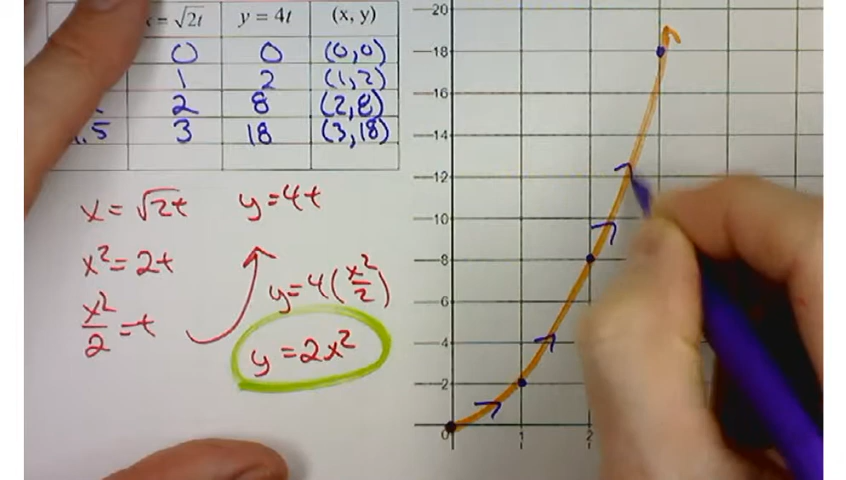 = √2t y = 4t (x, y)
0 0 (0,0)
1 2 (1,2)
2 8 (2,8)
.5 3 18 (3,18)
x = √2t y=4t
x² = 2t
y=4(x²/2)
x²/2 = t
y = 2x²
20
18
16
14
12
10
8
6
4
2
0 1 2